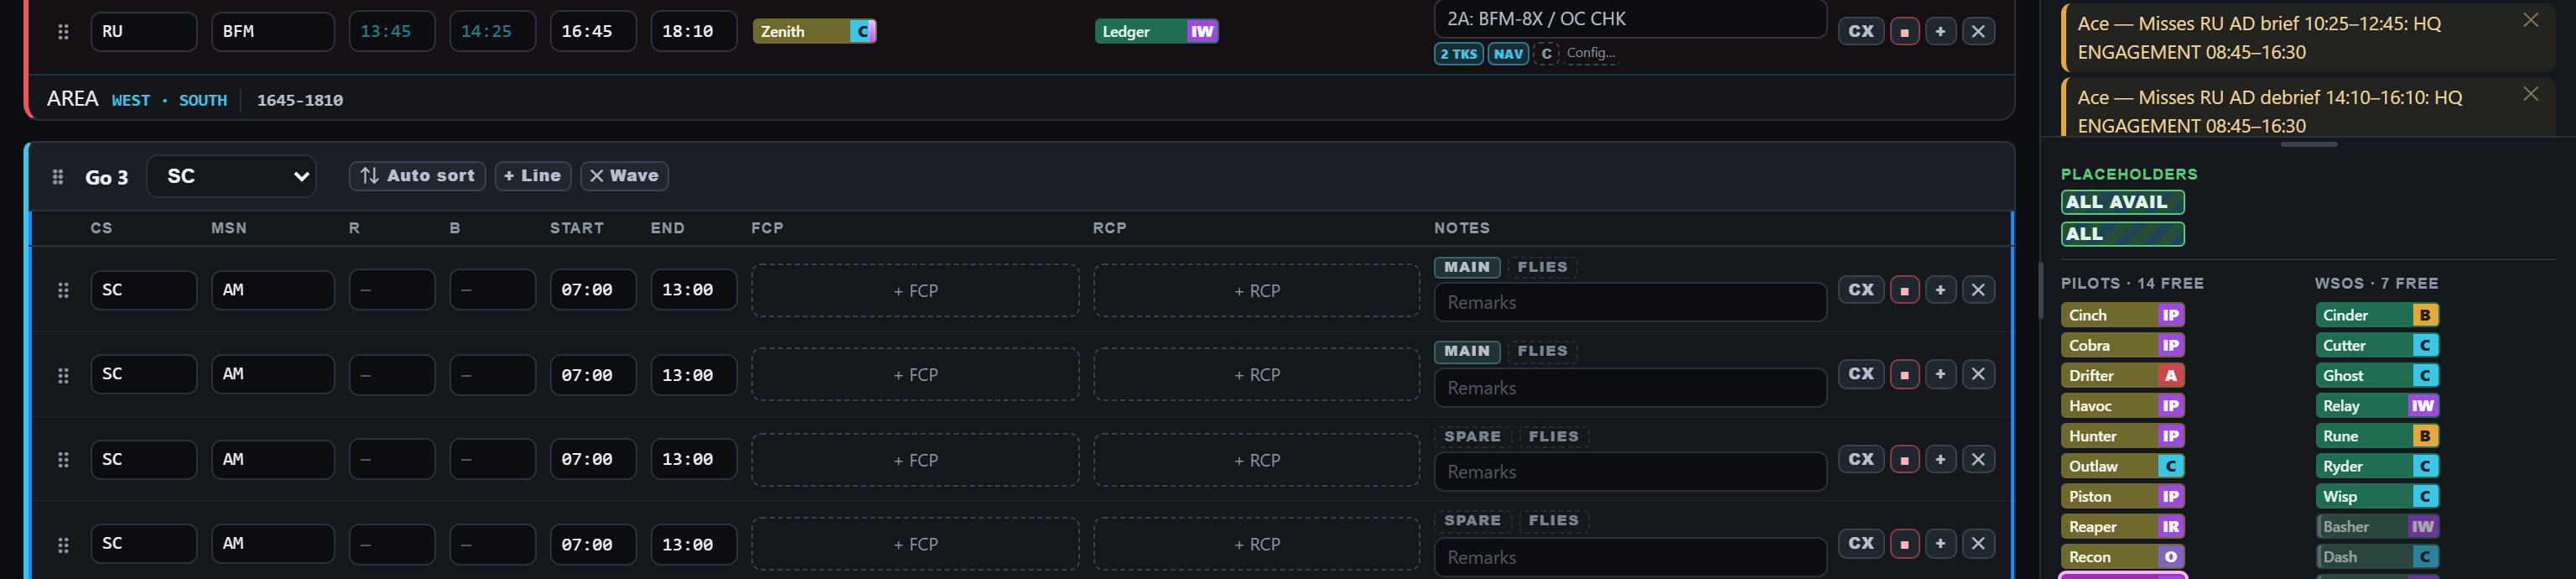 RU BFM 13:45 14:25 16:45 18:10 Zenith C Ledger IW 2A: BFM-8X / OC CHK CX + ✕
2 TKS NAV C Config...
AREA WEST · SOUTH 1645-1810
Go 3 SC Auto sort + Line ✕ Wave
CS MSN R B START END FCP RCP NOTES
MAIN FLIES
SC AM – – 07:00 13:00 + FCP + RCP Remarks CX + ✕
MAIN FLIES
SC AM – – 07:00 13:00 + FCP + RCP Remarks CX + ✕
SPARE FLIES
SC AM – – 07:00 13:00 + FCP + RCP Remarks CX + ✕
SPARE FLIES
SC AM – – 07:00 13:00 + FCP + RCP Remarks CX + ✕
Ace — Misses RU AD brief 10:25–12:45: HQ
ENGAGEMENT 08:45–16:30
Ace — Misses RU AD debrief 14:10–16:10: HQ
ENGAGEMENT 08:45–16:30
PLACEHOLDERS
ALL AVAIL
ALL
PILOTS · 14 FREE
Cinch IP
Cobra IP
Drifter A
Havoc IP
Hunter IP
Outlaw C
Piston IP
Reaper IR
Recon O
WSOS · 7 FREE
Cinder B
Cutter C
Ghost C
Relay IW
Rune B
Ryder C
Wisp C
Basher IW
Dash C